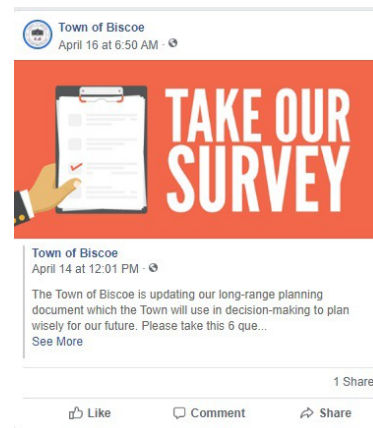 Town of Biscoe
April 16 at 6:50 AM ·
TAKE OUR
SURVEY
Town of Biscoe
April 14 at 12:01 PM ·
The Town of Biscoe is updating our long-range planning
document which the Town will use in decision-making to plan
wisely for our future. Please take this 6 que...
See More
1 Share
Like Comment Share